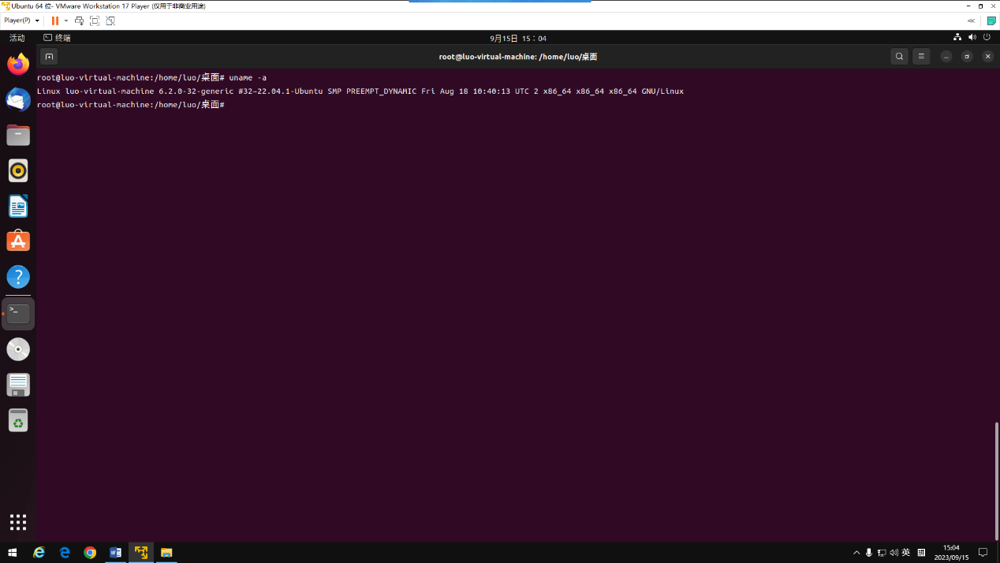 Ubuntu 64 位- VMware Workstation 17 Player (仅用于非商业用途)
Player(P)
活动 终端 9月15日 15：04
root@luo-virtual-machine: /home/luo/桌面
root@luo-virtual-machine:/home/luo/桌面# uname -a
Linux luo-virtual-machine 6.2.0-32-generic #32~22.04.1-Ubuntu SMP PREEMPT_DYNAMIC Fri Aug 18 10:40:13 UTC 2 x86_64 x86_64 x86_64 GNU/Linux
root@luo-virtual-machine:/home/luo/桌面#
英 15:04
2023/09/15